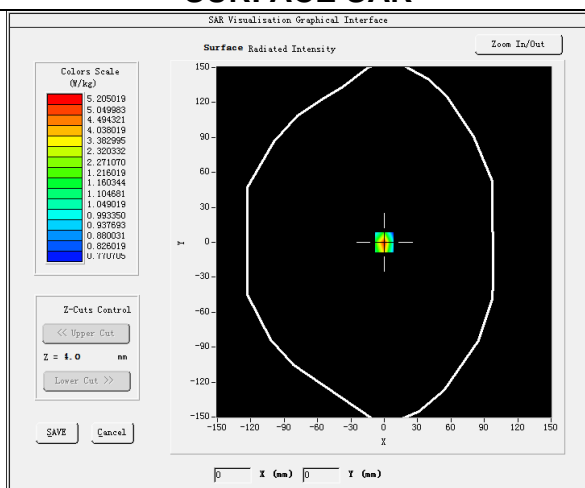 SURFACE SAR
SAR Visualisation Graphical Interface
Surface Radiated Intensity
Zoom In/Out
Colors Scale
(W/kg)
5.205019
5.049983
4.494321
4.038019
3.382995
2.320332
2.271070
1.216019
1.160344
1.104681
1.049019
0.993350
0.937693
0.880031
0.826019
0.770705
Z-Cuts Control
<< Upper Cut
Z = 4.0 mm
Lower Cut >>
SAVE Cancel
150
120
90
60
30
0
-30
-60
-90
-120
-150
Y
-150 -120 -90 -60 -30 0 30 60 90 120 150
X
0 X (mm) 0 Y (mm)